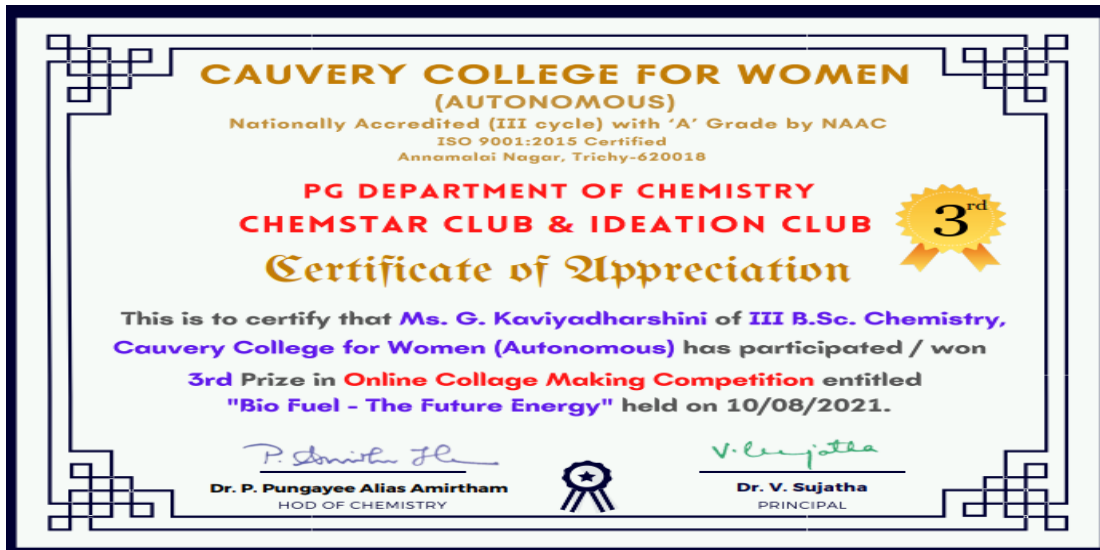 CAUVERY COLLEGE FOR WOMEN
(AUTONOMOUS)
Nationally Accredited (III cycle) with ‘A’ Grade by NAAC
ISO 9001:2015 Certified
Annamalai Nagar, Trichy-620018
PG DEPARTMENT OF CHEMISTRY
CHEMSTAR CLUB & IDEATION CLUB
3rd
Certificate of Appreciation
This is to certify that Ms. G. Kaviyadharshini of III B.Sc. Chemistry,
Cauvery College for Women (Autonomous) has participated / won
3rd Prize in Online Collage Making Competition entitled
"Bio Fuel - The Future Energy" held on 10/08/2021.
V. Sujatha
Dr. P. Pungayee Alias Amirtham
HOD OF CHEMISTRY
Dr. V. Sujatha
PRINCIPAL